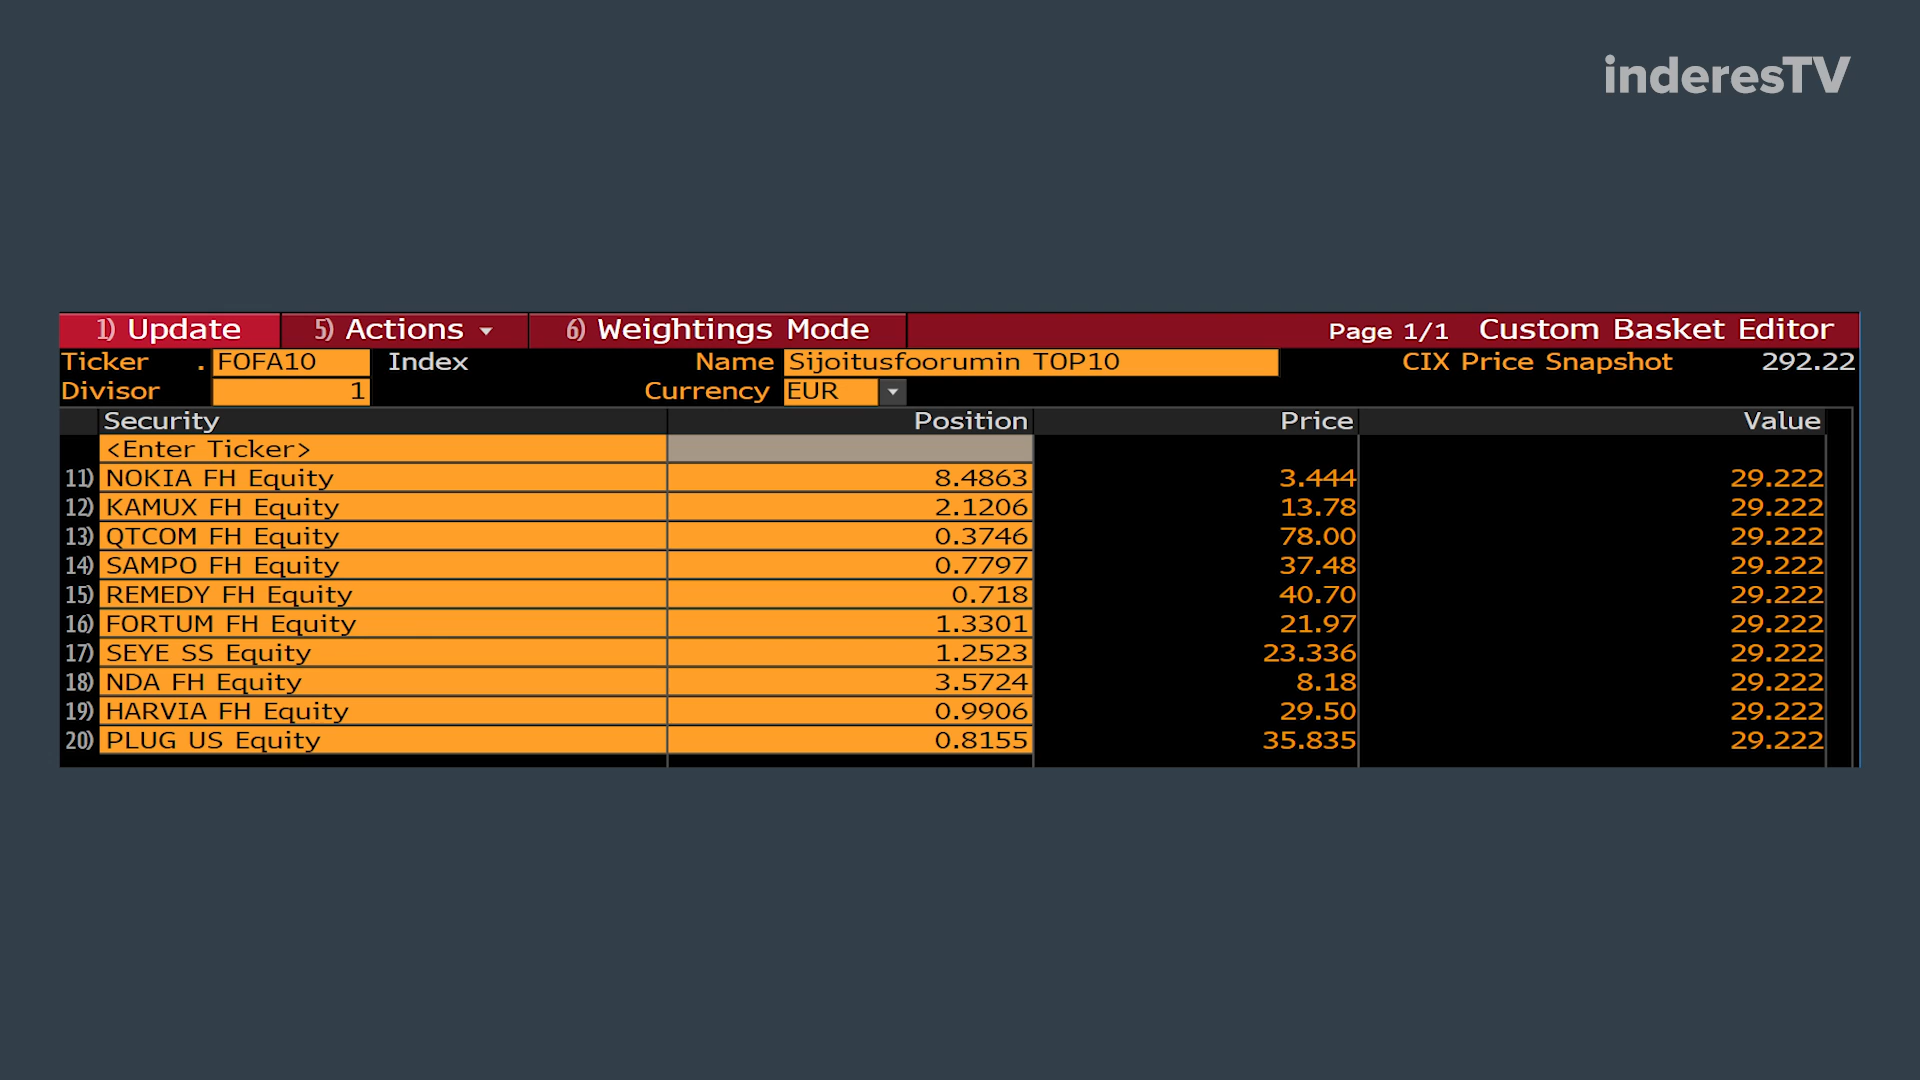 inderesTV
1) Update 5) Actions 6) Weightings Mode Page 1/1 Custom Basket Editor
Ticker . FOFA10 Index Name Sijoitusfoorumin TOP10 CIX Price Snapshot 292.22
Divisor 1 Currency EUR
Security Position Price Value
<Enter Ticker>
11) NOKIA FH Equity 8.4863 3.444 29.222
12) KAMUX FH Equity 2.1206 13.78 29.222
13) QTCOM FH Equity 0.3746 78.00 29.222
14) SAMPO FH Equity 0.7797 37.48 29.222
15) REMEDY FH Equity 0.718 40.70 29.222
16) FORTUM FH Equity 1.3301 21.97 29.222
17) SEYE SS Equity 1.2523 23.336 29.222
18) NDA FH Equity 3.5724 8.18 29.222
19) HARVIA FH Equity 0.9906 29.50 29.222
20) PLUG US Equity 0.8155 35.835 29.222